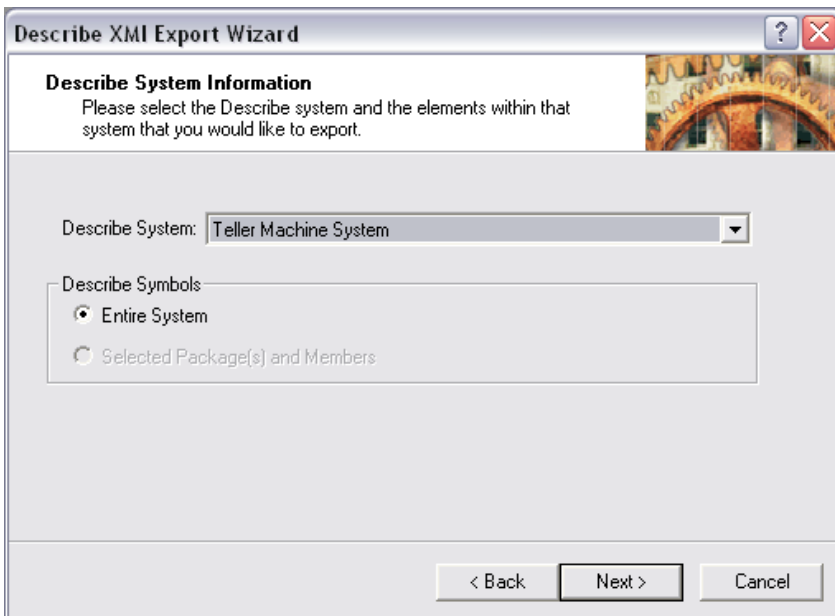 Describe XMI Export Wizard
Describe System Information
Please select the Describe system and the elements within that
system that you would like to export.
Describe System: Teller Machine System
Describe Symbols
Entire System
Selected Package(s) and Members
< Back Next > Cancel